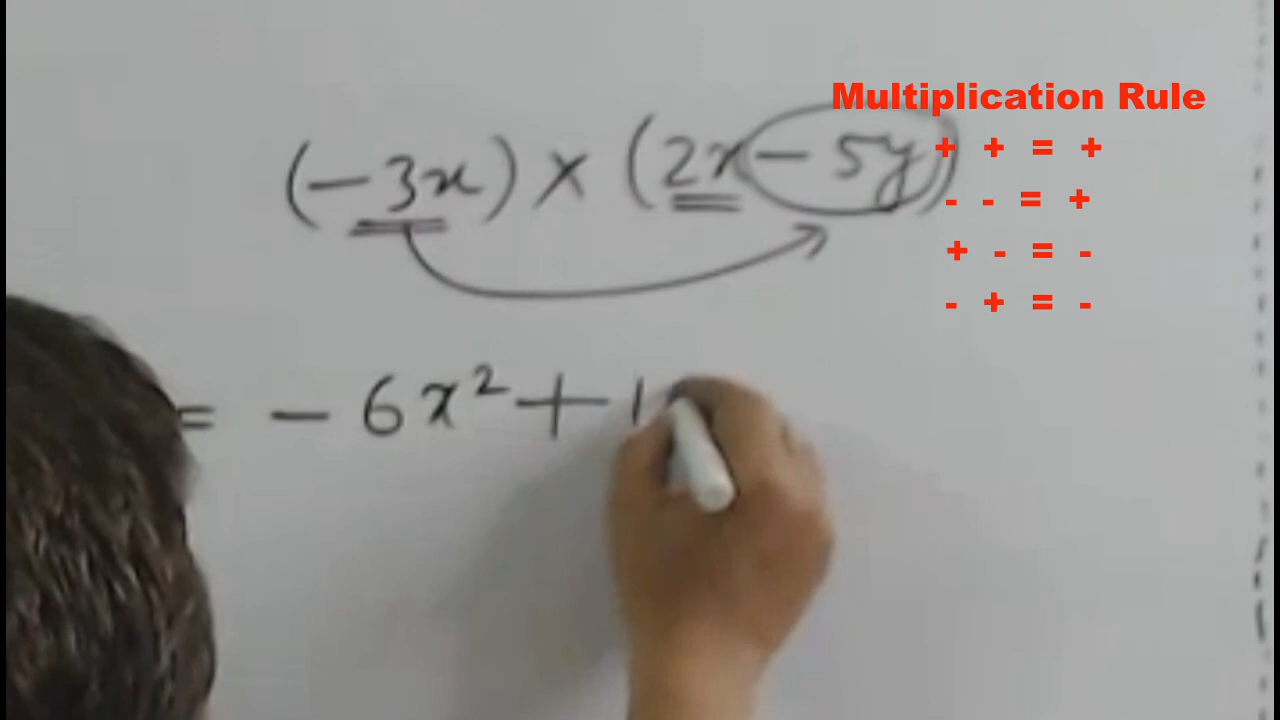 Multiplication Rule
+ + = +
- - = +
+ - = -
- + = -
(-3x) × (2x - 5y)
= - 6x² + 1